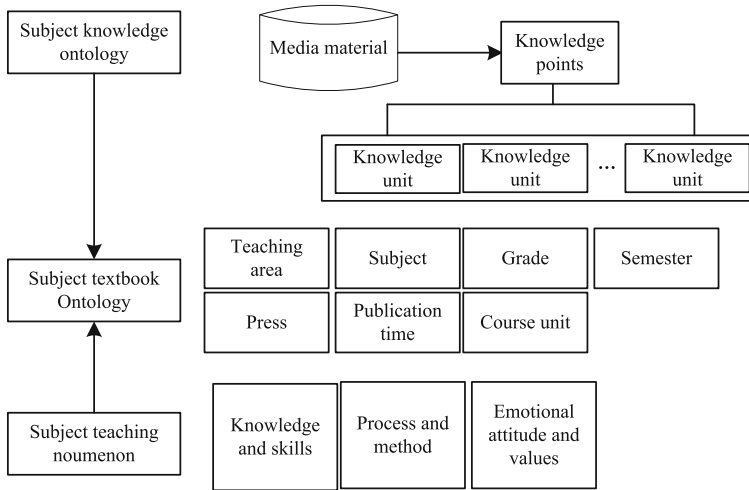 Subject knowledge
ontology
Media material
Knowledge
points
Knowledge
unit
Knowledge
unit
...
Knowledge
unit
Subject textbook
Ontology
Teaching
area
Subject
Grade
Semester
Press
Publication
time
Course unit
Subject teaching
noumenon
Knowledge
and skills
Process and
method
Emotional
attitude and
values